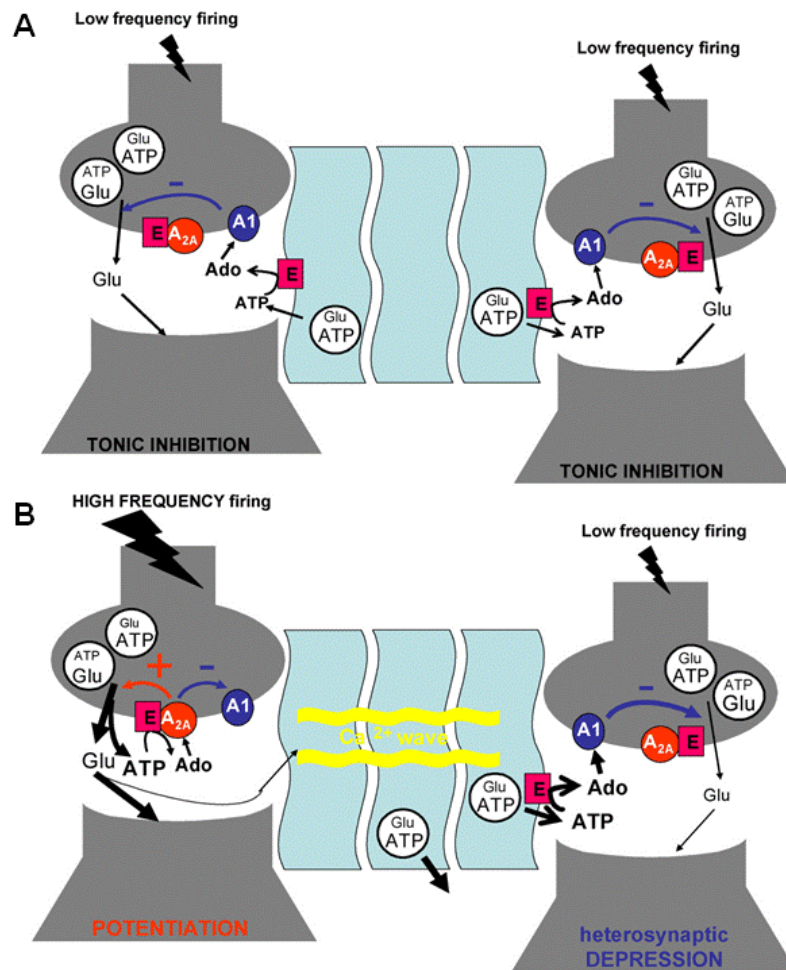 A
Low frequency firing
Glu
ATP
ATP
Glu
E
A2A
A1
Glu
Ado
E
ATP
Glu
ATP
TONIC INHIBITION
Low frequency firing
Glu
ATP
ATP
Glu
A1
A2A
E
Glu
ATP
E
Ado
ATP
Glu
TONIC INHIBITION
B
HIGH FREQUENCY firing
Glu
ATP
ATP
Glu
+
-
E
A2A
A1
Glu
ATP
Ado
POTENTIATION
Ca 2+ wave
Glu
ATP
Low frequency firing
Glu
ATP
ATP
Glu
A1
A2A
E
Glu
ATP
E
Ado
ATP
Glu
heterosynaptic
DEPRESSION